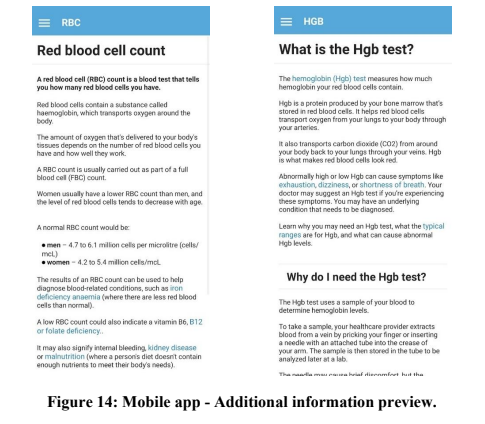 RBC
Red blood cell count
A red blood cell (RBC) count is a blood test that tells
you how many red blood cells you have.
Red blood cells contain a substance called
haemoglobin, which transports oxygen around the
body.
The amount of oxygen that's delivered to your body's
tissues depends on the number of red blood cells you
have and how well they work.
A RBC count is usually carried out as part of a full
blood cell (FBC) count.
Women usually have a lower RBC count than men, and
the level of red blood cells tends to decrease with age.
A normal RBC count would be:
● men – 4.7 to 6.1 million cells per microlitre (cells/
mcL)
● women – 4.2 to 5.4 million cells/mcL
The results of an RBC count can be used to help
diagnose blood-related conditions, such as iron
deficiency anaemia (where there are less red blood
cells than normal).
A low RBC count could also indicate a vitamin B6, B12
or folate deficiency..
It may also signify internal bleeding, kidney disease
or malnutrition (where a person's diet doesn't contain
enough nutrients to meet their body's needs).
HGB
What is the Hgb test?
The hemoglobin (Hgb) test measures how much
hemoglobin your red blood cells contain.
Hgb is a protein produced by your bone marrow that's
stored in red blood cells. It helps red blood cells
transport oxygen from your lungs to your body through
your arteries.
It also transports carbon dioxide (CO2) from around
your body back to your lungs through your veins. Hgb
is what makes red blood cells look red.
Abnormally high or low Hgb can cause symptoms like
exhaustion, dizziness, or shortness of breath. Your
doctor may suggest an Hgb test if you're experiencing
these symptoms. You may have an underlying
condition that needs to be diagnosed.
Learn why you may need an Hgb test, what the typical
ranges are for Hgb, and what can cause abnormal
Hgb levels.
Why do I need the Hgb test?
The Hgb test uses a sample of your blood to
determine hemoglobin levels.
To take a sample, your healthcare provider extracts
blood from a vein by pricking your finger or inserting
a needle with an attached tube into the crease of
your arm. The sample is then stored in the tube to be
analyzed later at a lab.
The needle may cause brief discomfort, but the
Figure 14: Mobile app - Additional information preview.